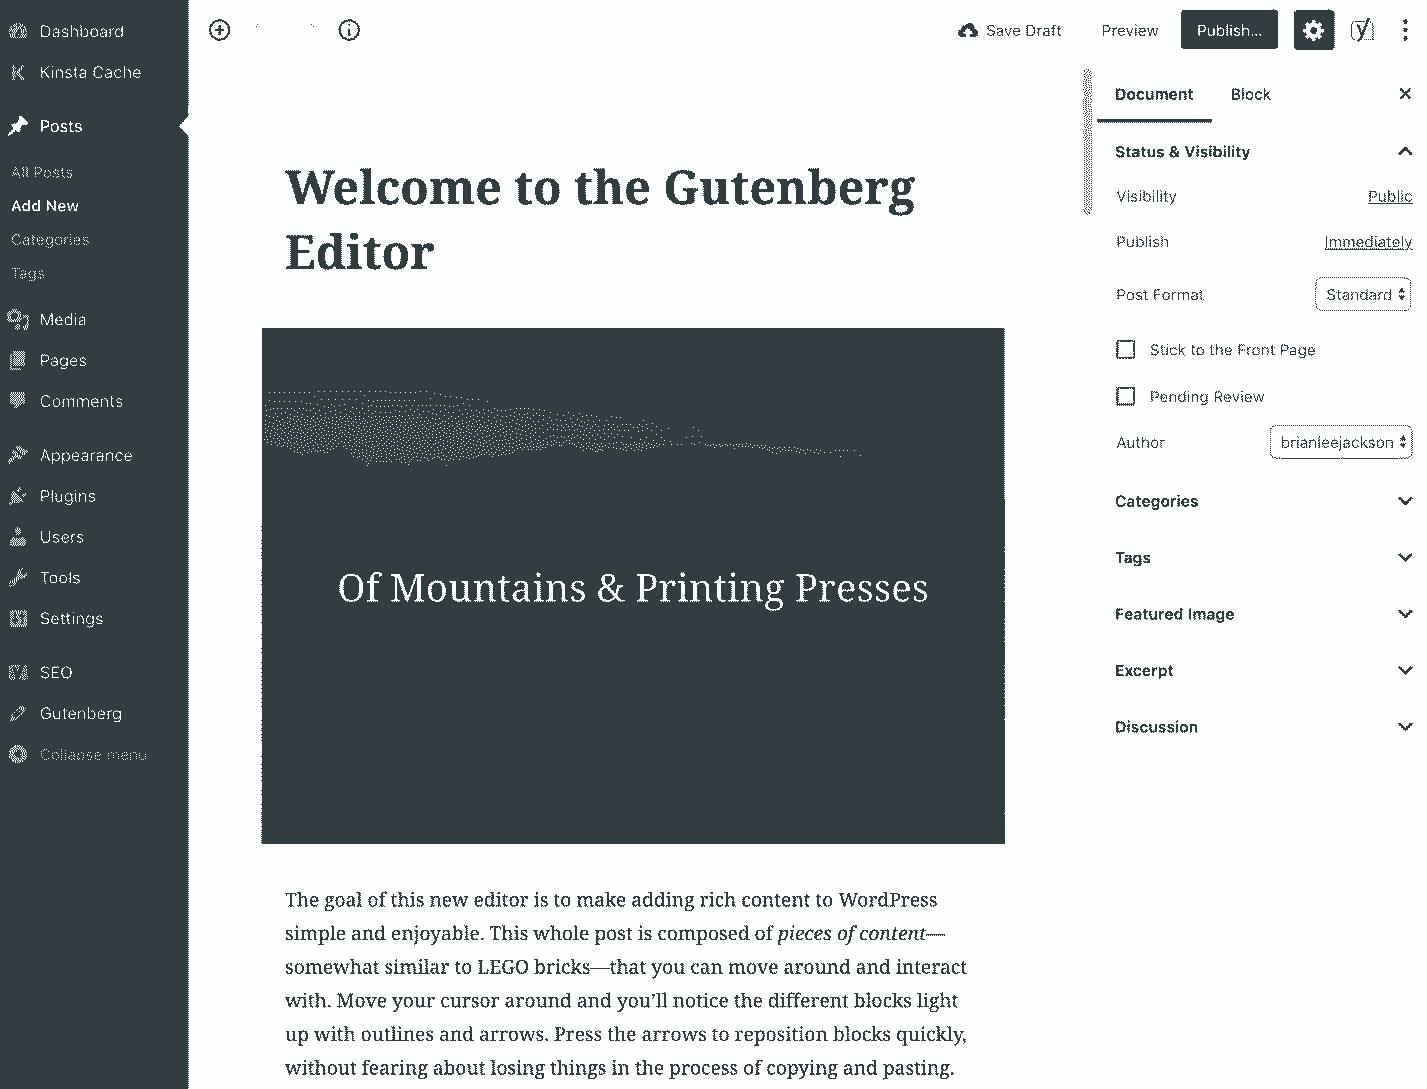 Dashboard
Kinsta Cache
Posts
All Posts
Add New
Categories
Tags
Media
Pages
Comments
Appearance
Plugins
Users
Tools
Settings
SEO
Gutenberg
Collapse menu
Save Draft
Preview
Publish...
Welcome to the Gutenberg
Editor
Of Mountains & Printing Presses
The goal of this new editor is to make adding rich content to WordPress
simple and enjoyable. This whole post is composed of pieces of content—
somewhat similar to LEGO bricks—that you can move around and interact
with. Move your cursor around and you’ll notice the different blocks light
up with outlines and arrows. Press the arrows to reposition blocks quickly,
without fearing about losing things in the process of copying and pasting.
Document Block
Status & Visibility
Visibility Public
Publish Immediately
Post Format Standard
Stick to the Front Page
Pending Review
Author brianleejackson
Categories
Tags
Featured Image
Excerpt
Discussion